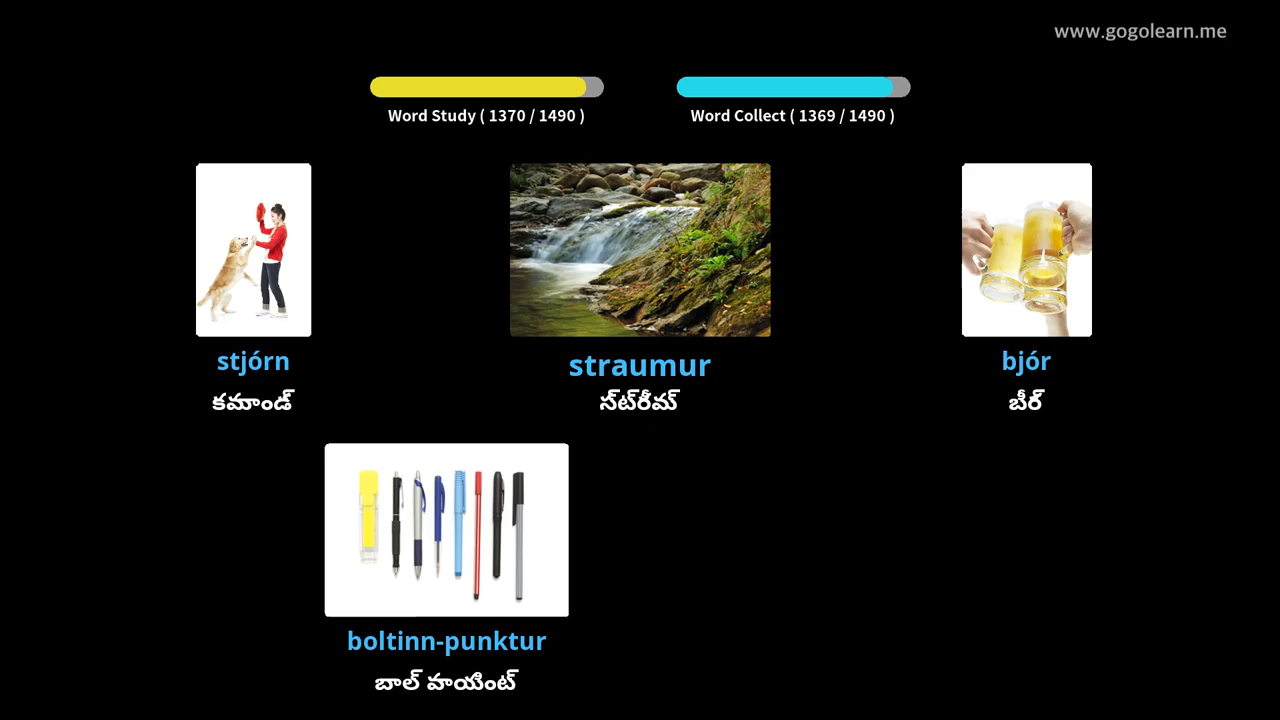 www.gogolearn.me
Word Study ( 1370 / 1490 )
Word Collect ( 1369 / 1490 )
stjórn
కమాండ్
straumur
స్ట్రీమ్
bjór
బీర్
boltinn-punktur
బాల్ పాయింట్